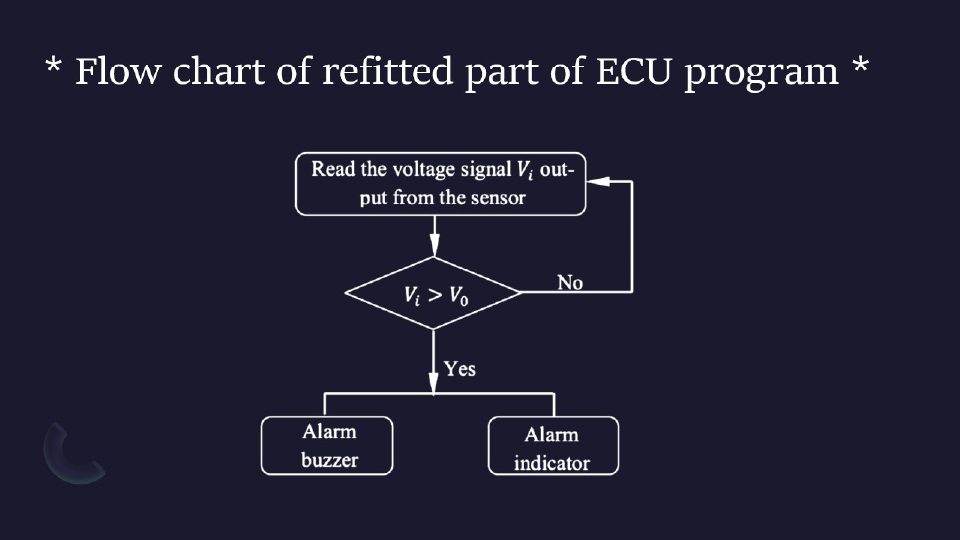 * Flow chart of refitted part of ECU program *
Read the voltage signal Vᵢ out-
put from the sensor
Vᵢ > V₀
No
Yes
Alarm
buzzer
Alarm
indicator